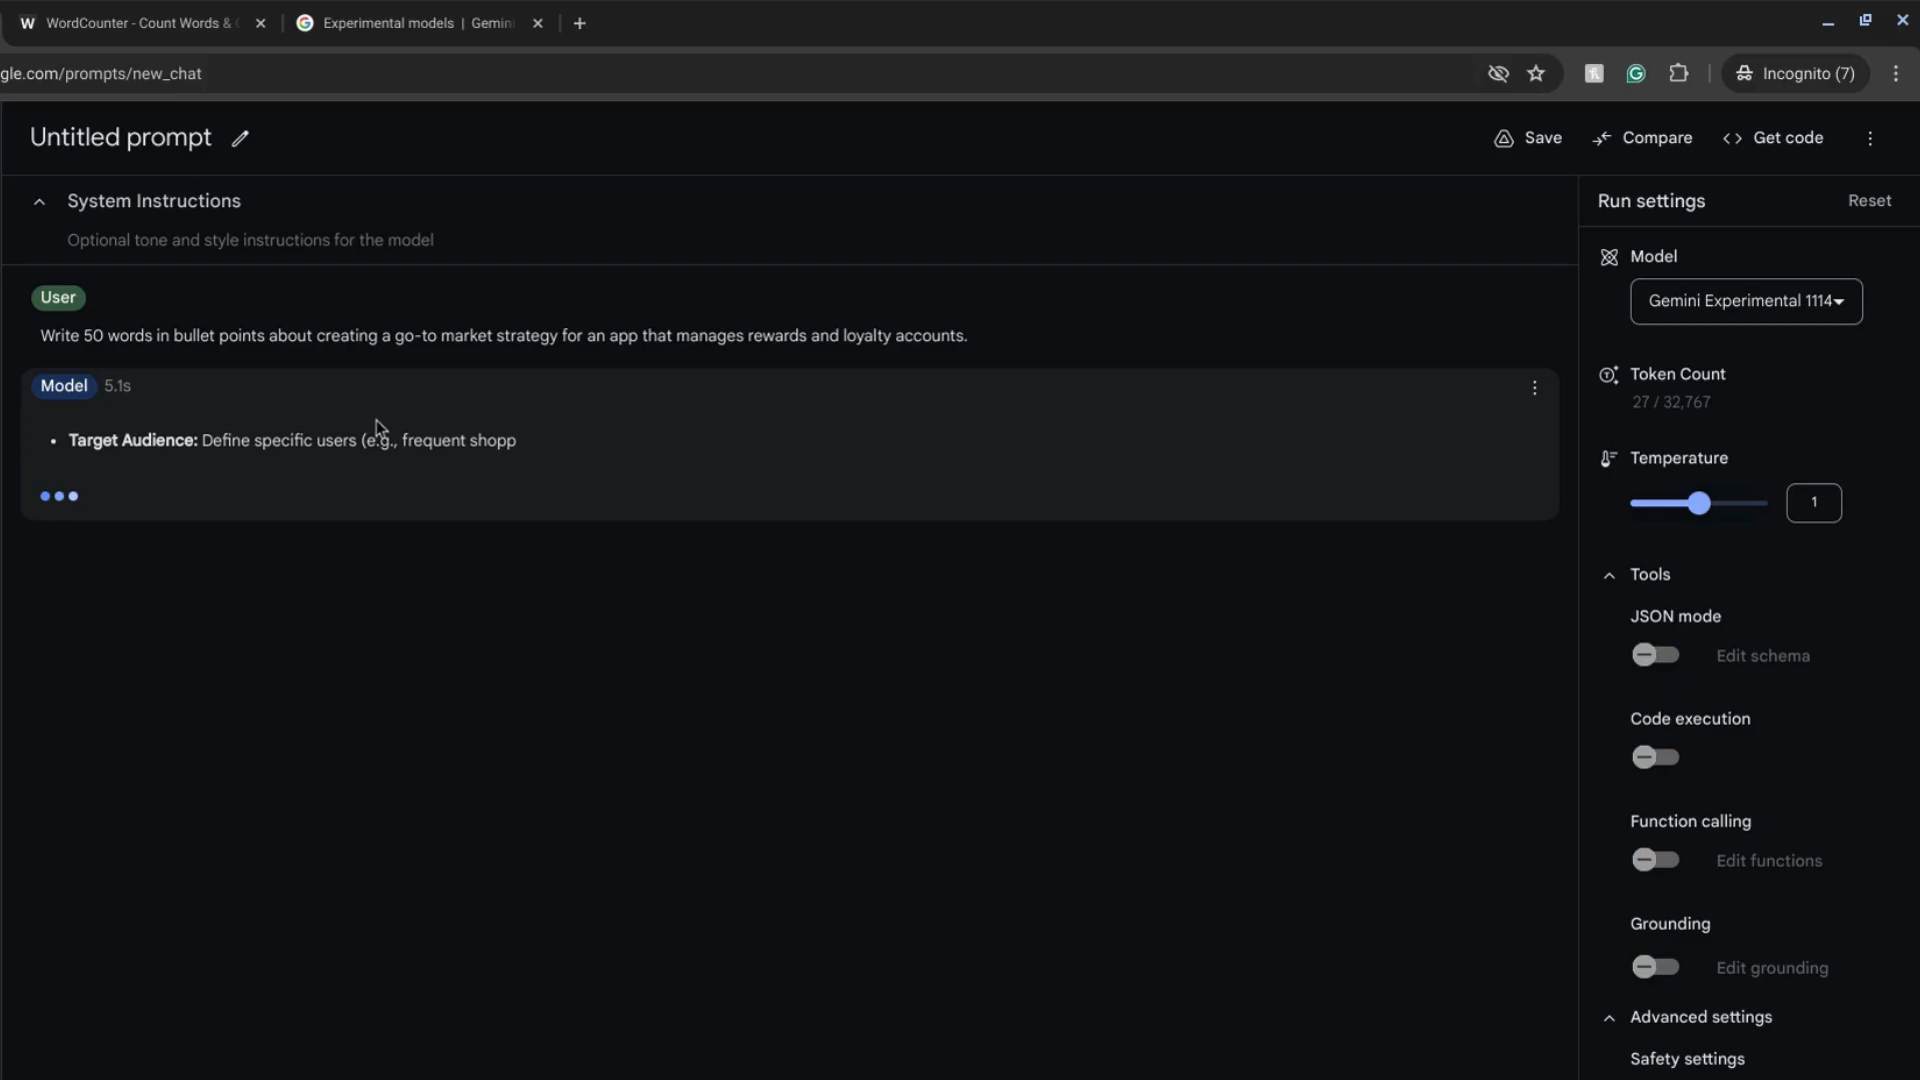 W WordCounter - Count Words &
Experimental models | Gemini
gle.com/prompts/new_chat
Incognito (7)
Untitled prompt
Save
Compare
<> Get code
System Instructions
Optional tone and style instructions for the model
User
Write 50 words in bullet points about creating a go-to market strategy for an app that manages rewards and loyalty accounts.
Model 5.1s
• Target Audience: Define specific users (e.g., frequent shopp
Run settings
Reset
Model
Gemini Experimental 1114
Token Count
27 / 32,767
Temperature
1
Tools
JSON mode
Edit schema
Code execution
Function calling
Edit functions
Grounding
Edit grounding
Advanced settings
Safety settings